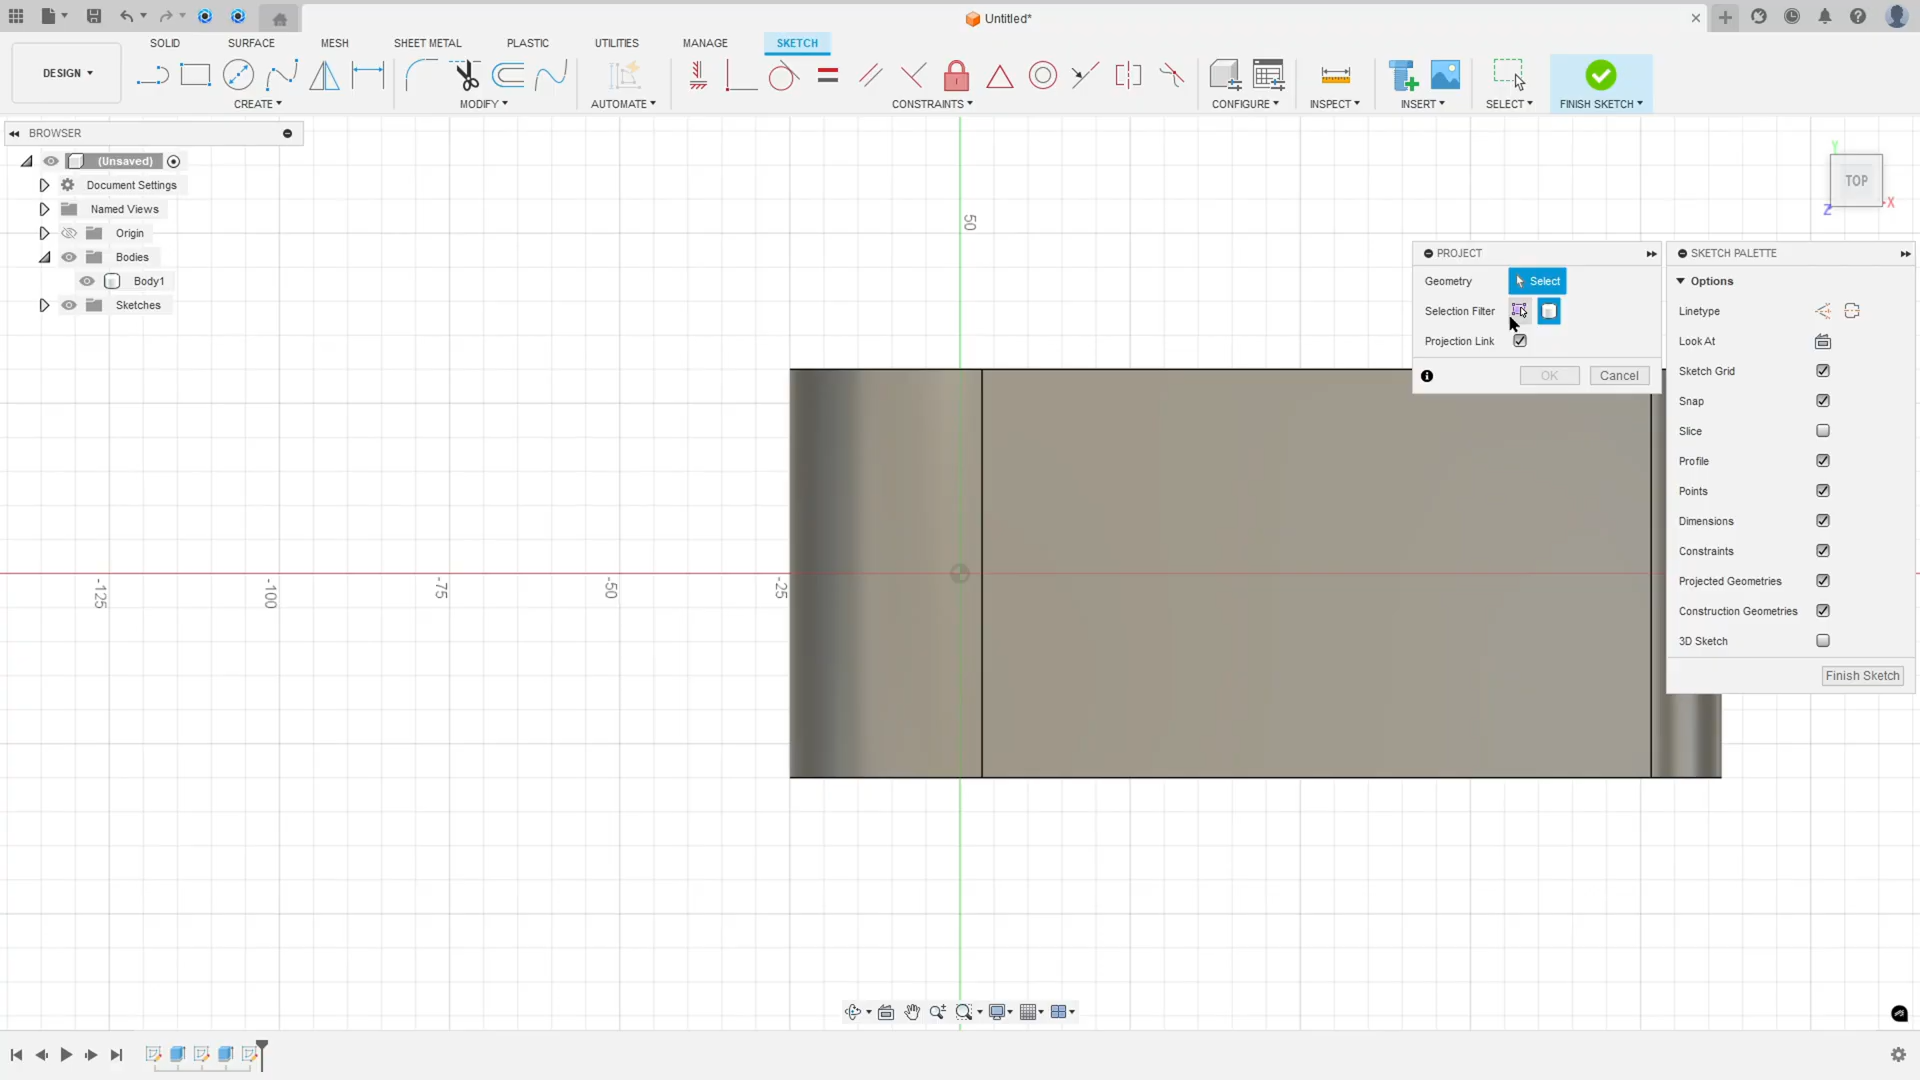 Untitled*
SOLID SURFACE MESH SHEET METAL PLASTIC UTILITIES MANAGE SKETCH
DESIGN
CREATE MODIFY AUTOMATE CONSTRAINTS CONFIGURE INSPECT INSERT SELECT FINISH SKETCH
BROWSER
(Unsaved)
Document Settings
Named Views
Origin
Bodies
Body1
Sketches
TOP
Y
X
Z
50
-125
-100
-75
-50
-25
PROJECT
Geometry Select
Selection Filter
Projection Link
OK Cancel
SKETCH PALETTE
Options
Linetype
Look At
Sketch Grid
Snap
Slice
Profile
Points
Dimensions
Constraints
Projected Geometries
Construction Geometries
3D Sketch
Finish Sketch